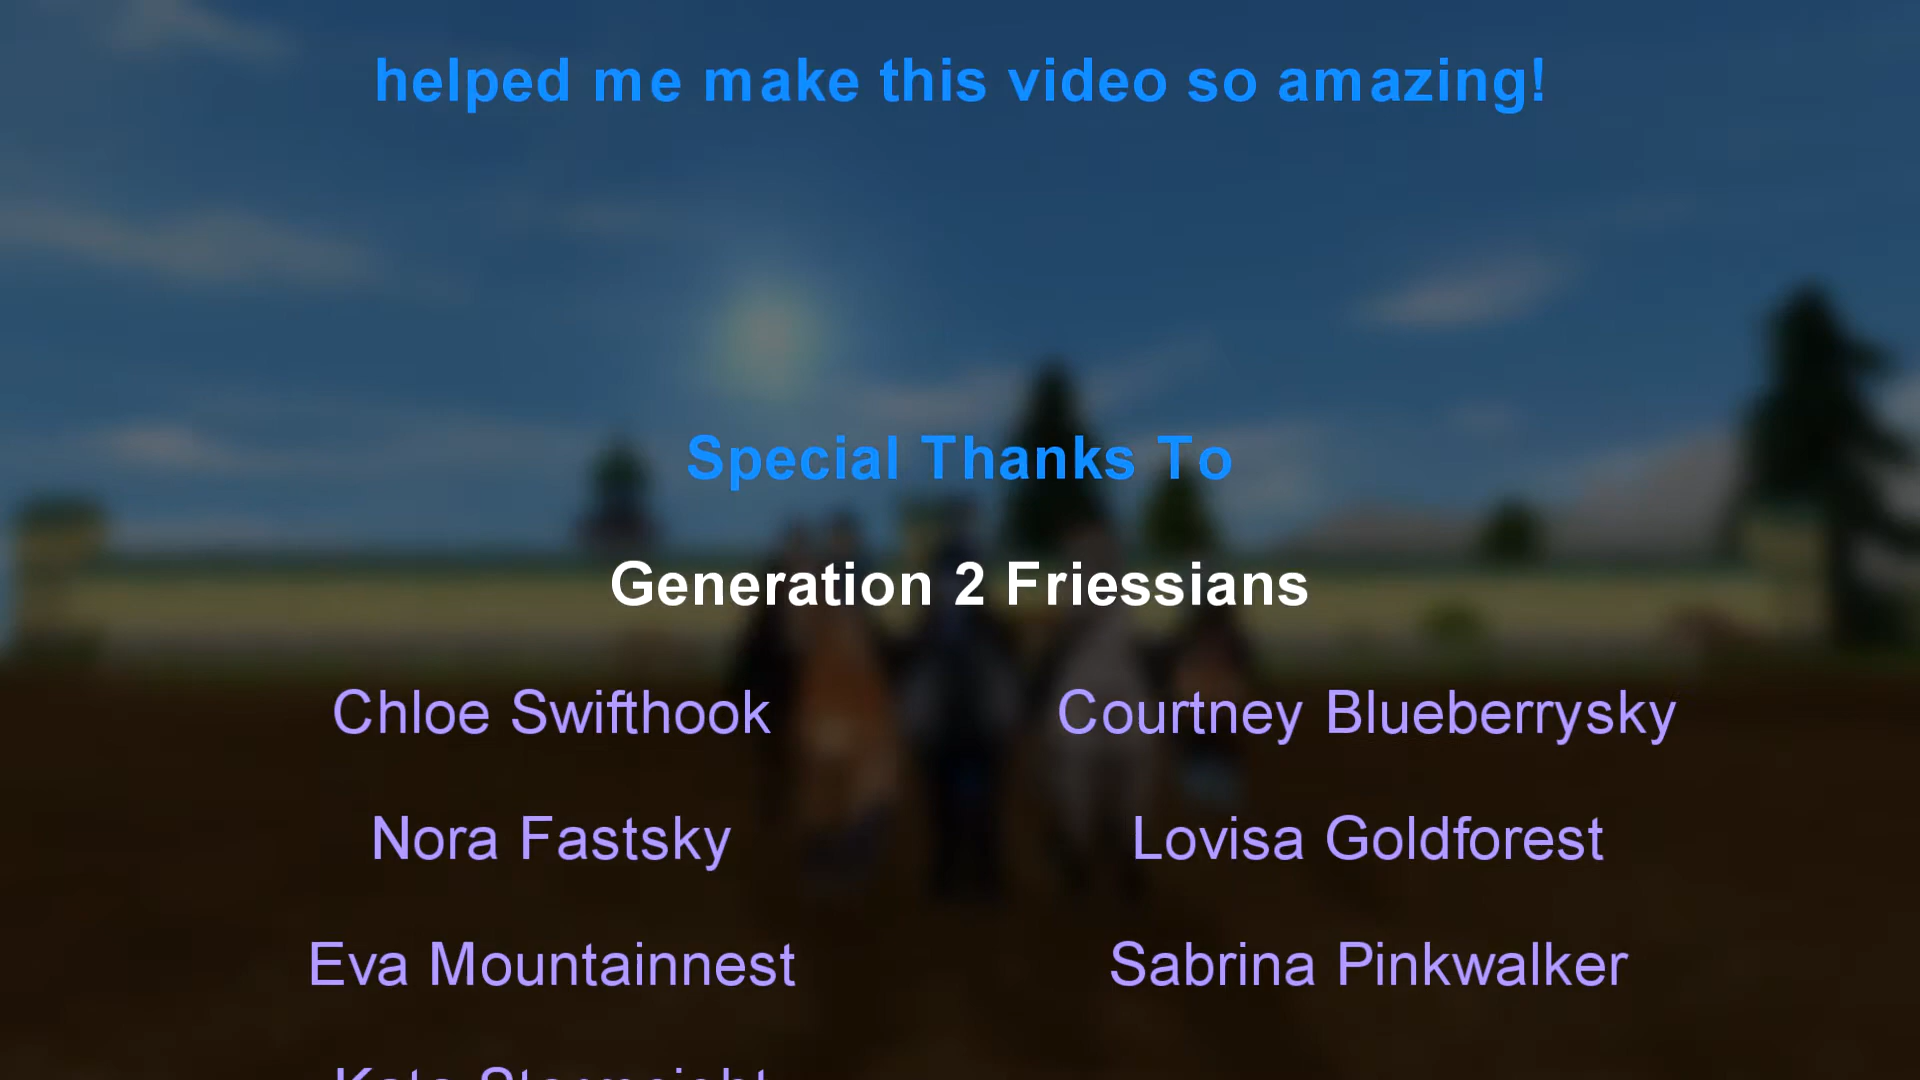 helped me make this video so amazing!
Special Thanks To
Generation 2 Friessians
Chloe Swifthook Courtney Blueberrysky
Nora Fastsky Lovisa Goldforest
Eva Mountainnest Sabrina Pinkwalker
Kate